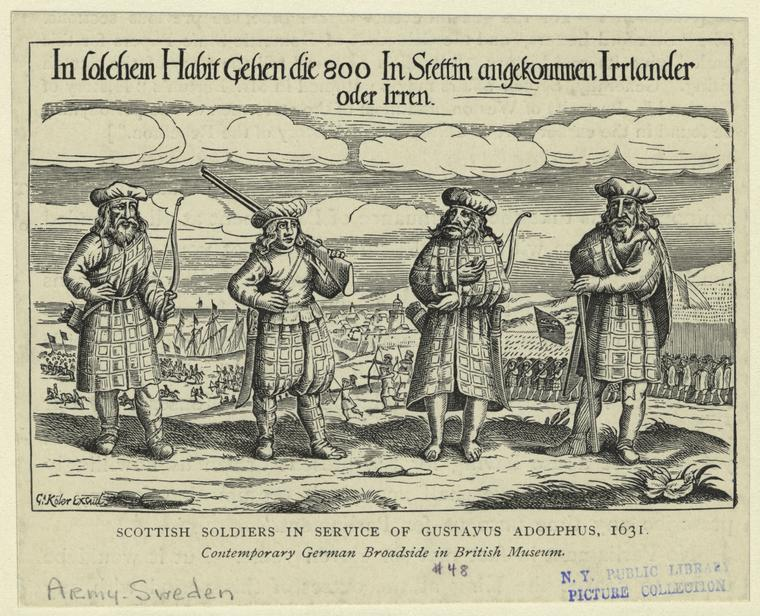 In solchem Habit Gehen die 800 In Stettin angekommen Irrlander
oder Irren.
G. Köler Excud:
SCOTTISH SOLDIERS IN SERVICE OF GUSTAVUS ADOLPHUS, 1631.
Contemporary German Broadside in British Museum.
#48
Army-Sweden
N. Y. PUBLIC LIBRARY
PICTURE COLLECTION